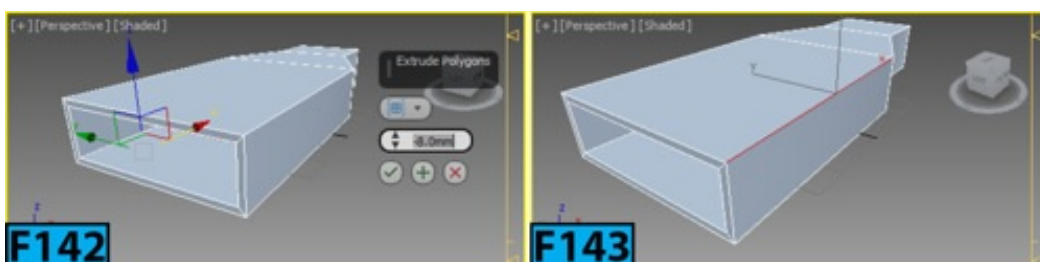 [+][Perspective][Shaded]
Extrude Polygons
-8.0mm
z
F142
[+][Perspective][Shaded]
Y
z
F143